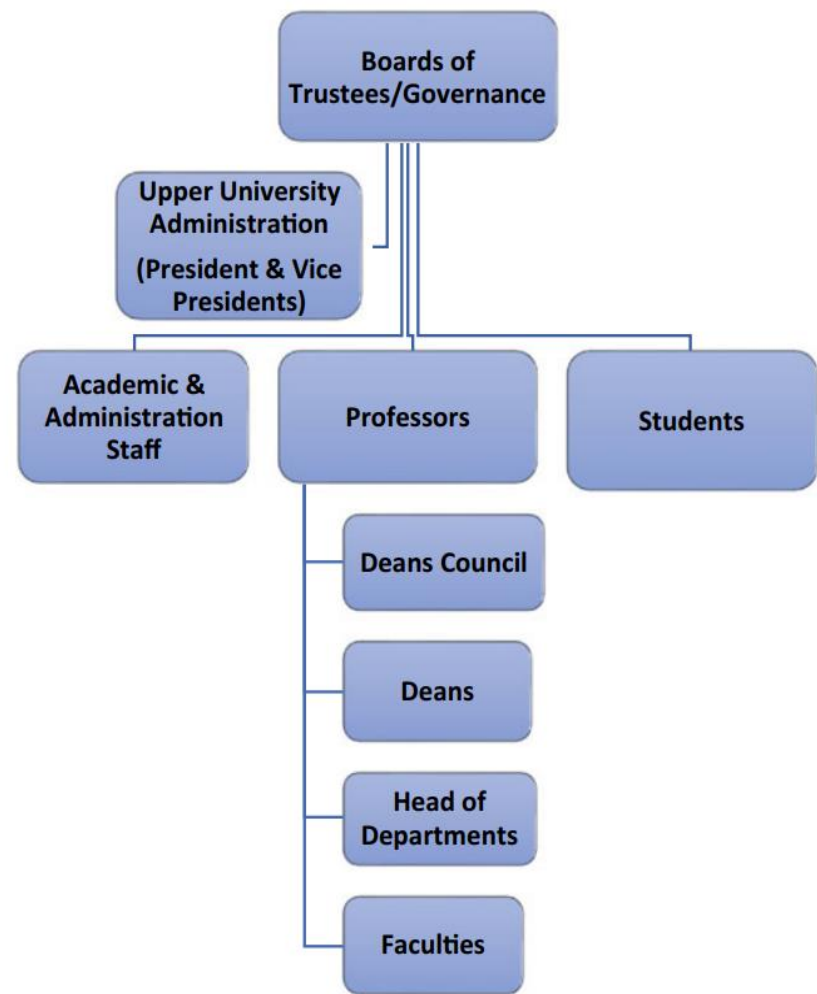 Boards of
Trustees/Governance
Upper University
Administration
(President & Vice
Presidents)
Academic &
Administration
Staff
Professors
Students
Deans Council
Deans
Head of
Departments
Faculties